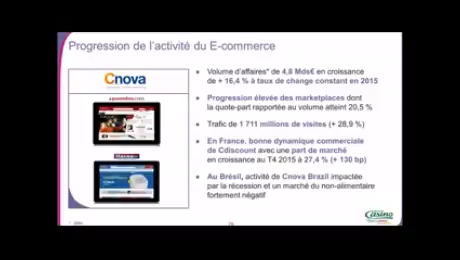 Progression de l'activité du E-commerce
Cnova
Volume d'affaires* de 4,8 Mds€ en croissance
de + 16,4 % à taux de change constant en 2015
Progression élevée des marketplaces dont
la quote-part rapportée au volume atteint 20,5 %
Trafic de 1 711 millions de visites (+ 28,9 %)
En France, bonne dynamique commerciale
de Cdiscount avec une part de marché
en croissance au T4 2015 à 27,4 % (+ 130 bp)
Au Brésil, activité de Cnova Brazil impactée
par la récession et un marché du non-alimentaire
fortement négatif
Casino